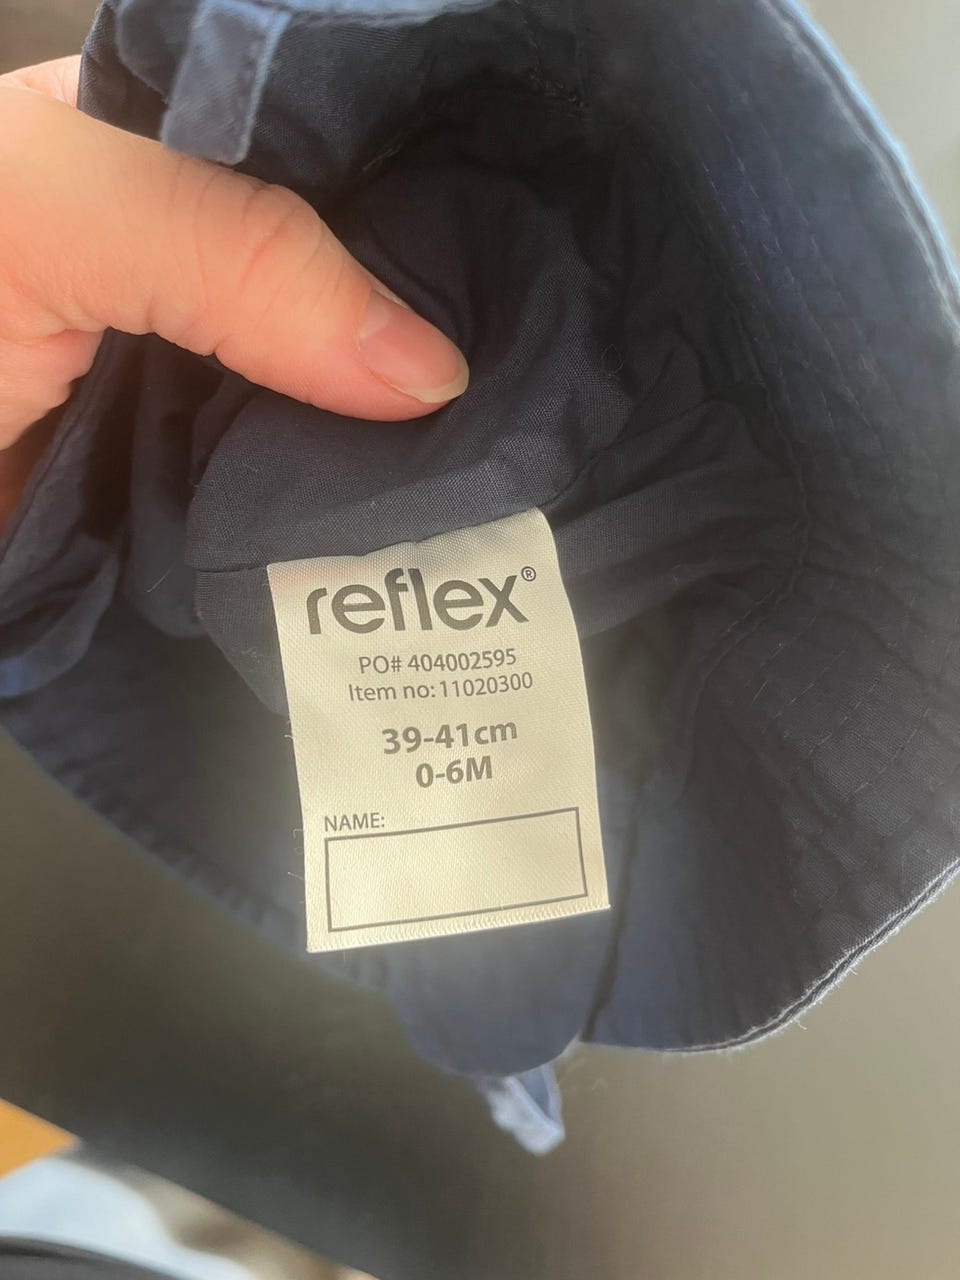 reflex®
PO# 404002595
Item no: 11020300
39-41cm
0-6M
NAME: